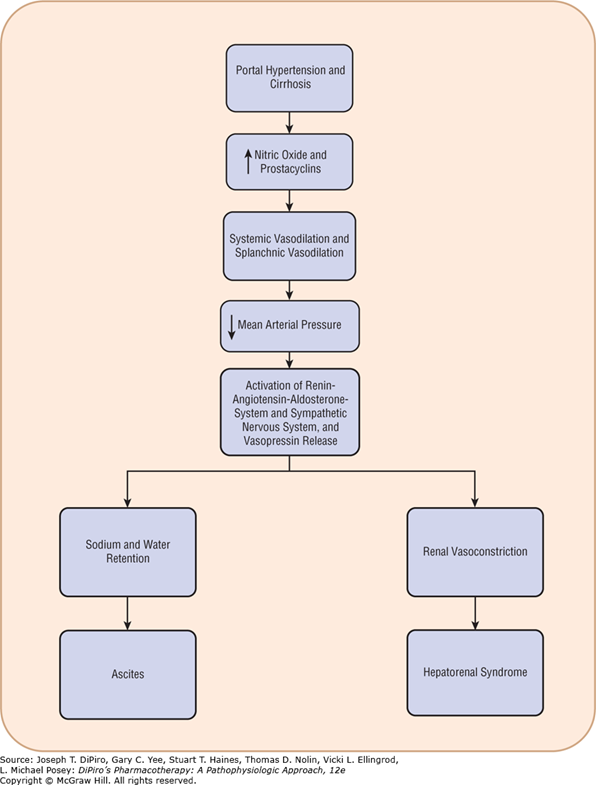 Portal Hypertension and
Cirrhosis
↑ Nitric Oxide and
Prostacyclins
Systemic Vasodilation and
Splanchnic Vasodilation
↓ Mean Arterial Pressure
Activation of Renin-
Angiotensin-Aldosterone-
System and Sympathetic
Nervous System, and
Vasopressin Release
Sodium and Water
Retention
Renal Vasoconstriction
Ascites
Hepatorenal Syndrome
Source: Joseph T. DiPiro, Gary C. Yee, Stuart T. Haines, Thomas D. Nolin, Vicki L. Ellingrod,
L. Michael Posey: DiPiro's Pharmacotherapy: A Pathophysiologic Approach, 12e
Copyright © McGraw Hill. All rights reserved.